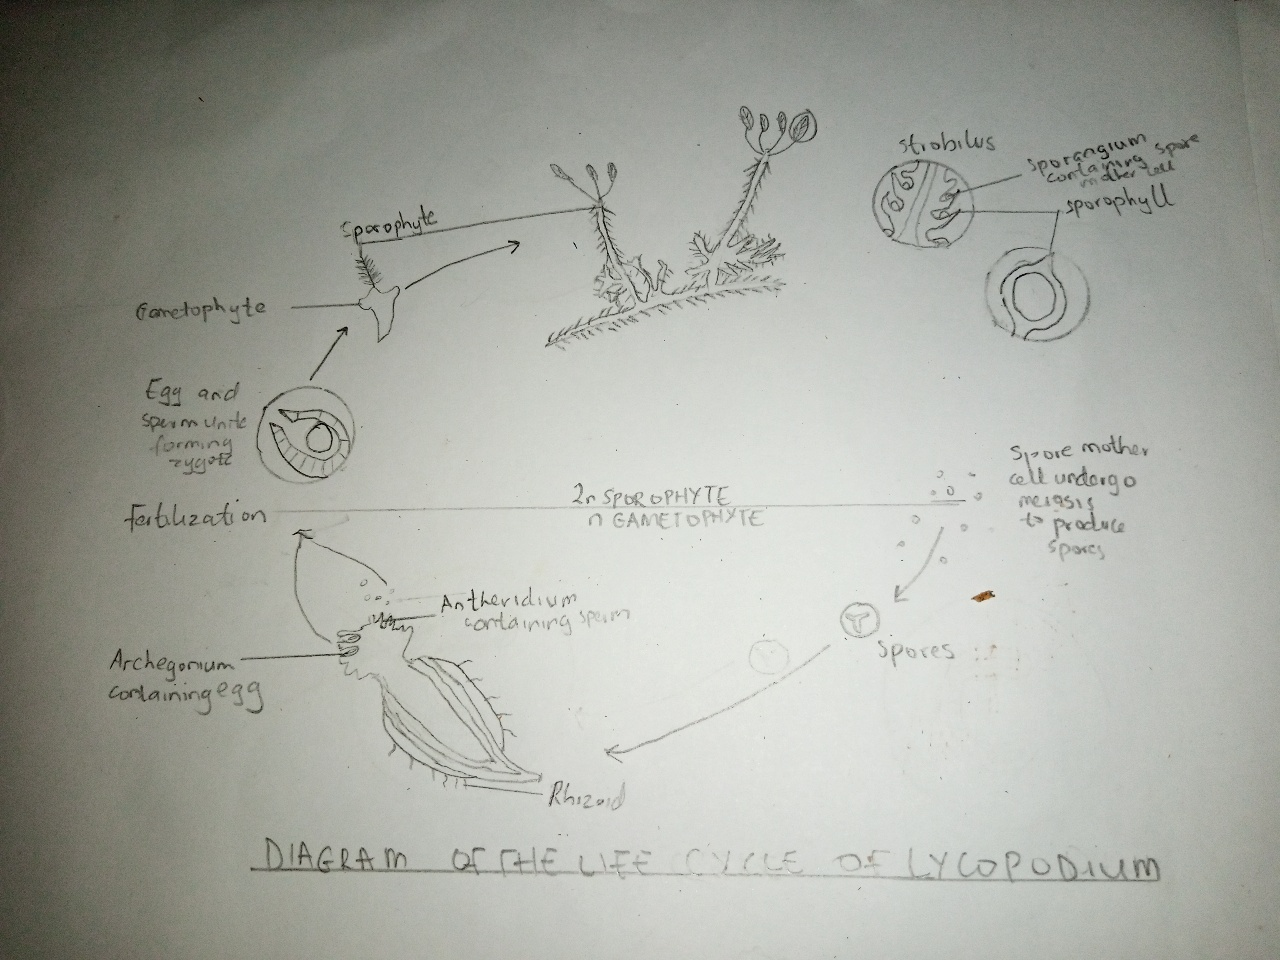 Strobilus
Sporangium
containing spore
mother cell
sporophyll
Sporophyte
Gametophyte
Egg and
sperm unite
forming
zygote
Fertilization
2n SPOROPHYTE
n GAMETOPHYTE
Spore mother
cell undergo
meiosis
to produce
spores
Antheridium
containing sperm
Archegonium
containing egg
Spores
Rhizoid
DIAGRAM OF THE LIFE CYCLE OF LYCOPODIUM